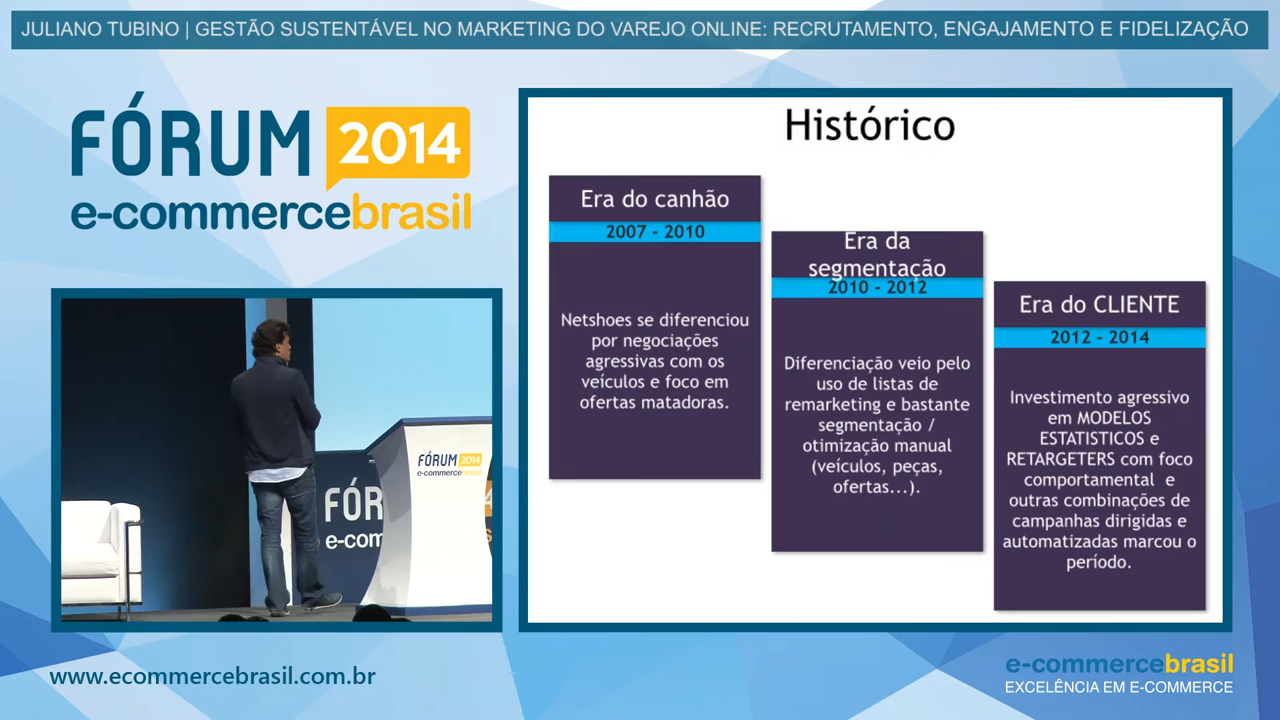 JULIANO TUBINO | GESTÃO SUSTENTÁVEL NO MARKETING DO VAREJO ONLINE: RECRUTAMENTO, ENGAJAMENTO E FIDELIZAÇÃO
FÓRUM 2014
e-commercebrasil
Histórico
Era do canhão
2007 - 2010
Netshoes se diferenciou
por negociações
agressivas com os
veículos e foco em
ofertas matadoras.
Era da
segmentação
2010 - 2012
Diferenciação veio pelo
uso de listas de
remarketing e bastante
segmentação /
otimização manual
(veículos, peças,
ofertas...).
Era do CLIENTE
2012 - 2014
Investimento agressivo
em MODELOS
ESTATISTICOS e
RETARGETERS com foco
comportamental e
outras combinações de
campanhas dirigidas e
automatizadas marcou o
período.
FÓRUM 2014
e-commercebrasil
FÓR
e-com
www.ecommercebrasil.com.br
e-commercebrasil
EXCELÊNCIA EM E-COMMERCE